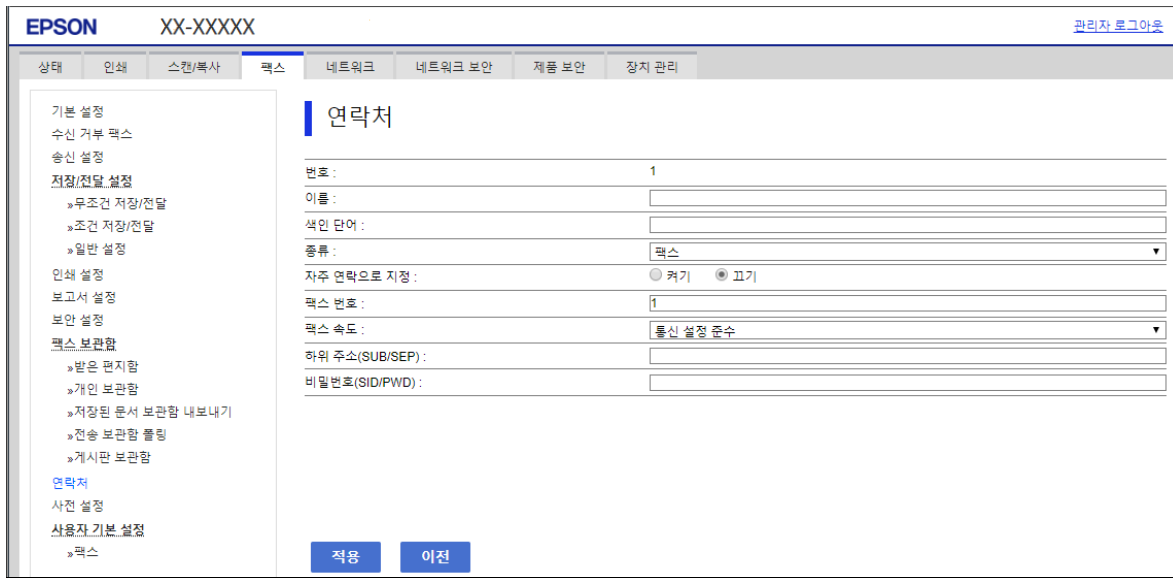 EPSON XX-XXXXX 관리자 로그아웃
상태 인쇄 스캔/복사 팩스 네트워크 네트워크 보안 제품 보안 장치 관리
기본 설정
수신 거부 팩스
송신 설정
저장/전달 설정
»무조건 저장/전달
»조건 저장/전달
»일반 설정
인쇄 설정
보고서 설정
보안 설정
팩스 보관함
»받은 편지함
»개인 보관함
»저장된 문서 보관함 내보내기
»전송 보관함 폴링
»게시판 보관함
연락처
사전 설정
사용자 기본 설정
»팩스
연락처
번호 : 1
이름 :
색인 단어 :
종류 : 팩스
자주 연락으로 지정 : 켜기 끄기
팩스 번호 : 1
팩스 속도 : 통신 설정 준수
하위 주소(SUB/SEP) :
비밀번호(SID/PWD) :
적용 이전